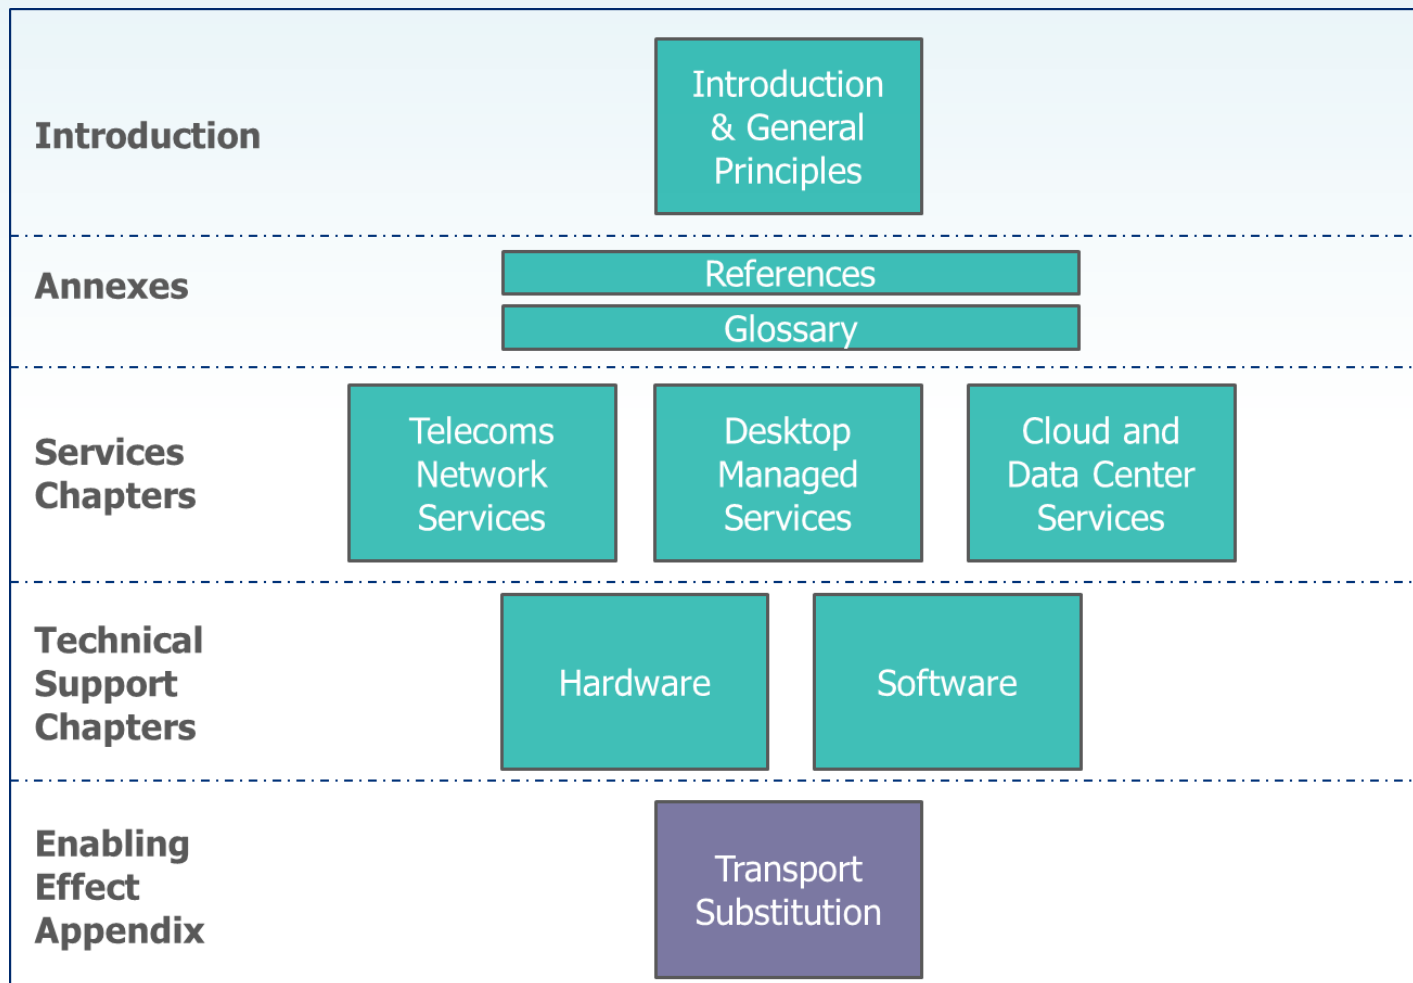 Introduction
Introduction
& General
Principles
Annexes
References
Glossary
Services
Chapters
Telecoms
Network
Services
Desktop
Managed
Services
Cloud and
Data Center
Services
Technical
Support
Chapters
Hardware
Software
Enabling
Effect
Appendix
Transport
Substitution